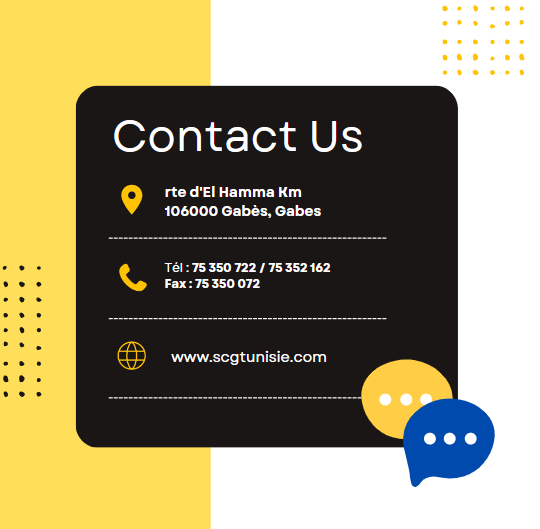 Contact Us
rte d'El Hamma Km
106000 Gabès, Gabes
Tél : 75 350 722 / 75 352 162
Fax : 75 350 072
www.scgtunisie.com